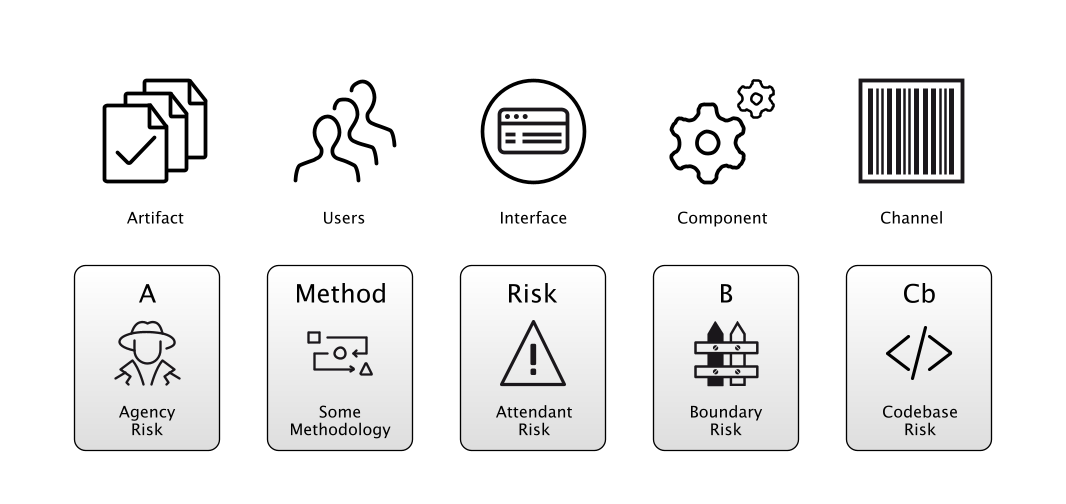 Artifact
Users
Interface
Component
Channel
A
Agency
Risk
Method
Some
Methodology
Risk
Attendant
Risk
B
Boundary
Risk
Cb
Codebase
Risk